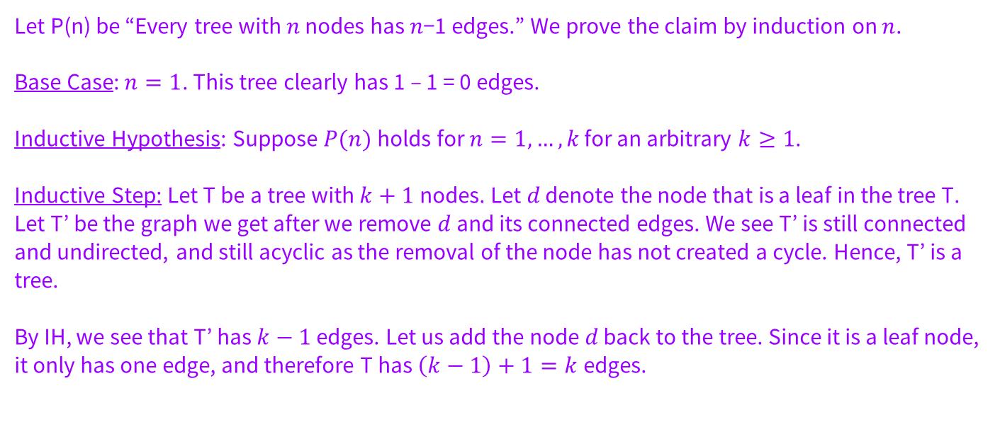 Let P(n) be “Every tree with n nodes has n−1 edges.” We prove the claim by induction on n.
Base Case: n = 1. This tree clearly has 1 – 1 = 0 edges.
Inductive Hypothesis: Suppose P(n) holds for n = 1, … , k for an arbitrary k ≥ 1.
Inductive Step: Let T be a tree with k + 1 nodes. Let d denote the node that is a leaf in the tree T.
Let T’ be the graph we get after we remove d and its connected edges. We see T’ is still connected
and undirected, and still acyclic as the removal of the node has not created a cycle. Hence, T’ is a
tree.
By IH, we see that T’ has k − 1 edges. Let us add the node d back to the tree. Since it is a leaf node,
it only has one edge, and therefore T has (k − 1) + 1 = k edges.